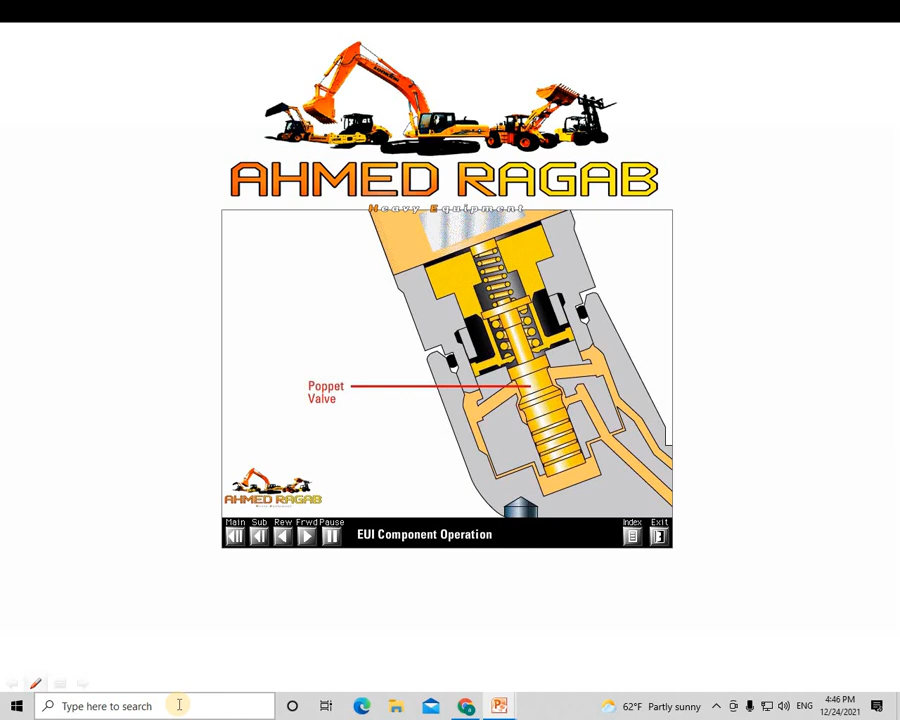 AHMED RAGAB
Heavy Equipment
Poppet
Valve
AHMED RAGAB
Main Sub Rew Frwd Pause
EUI Component Operation
Index Exit
Type here to search
62°F Partly sunny
ENG
4:46 PM
12/24/2021